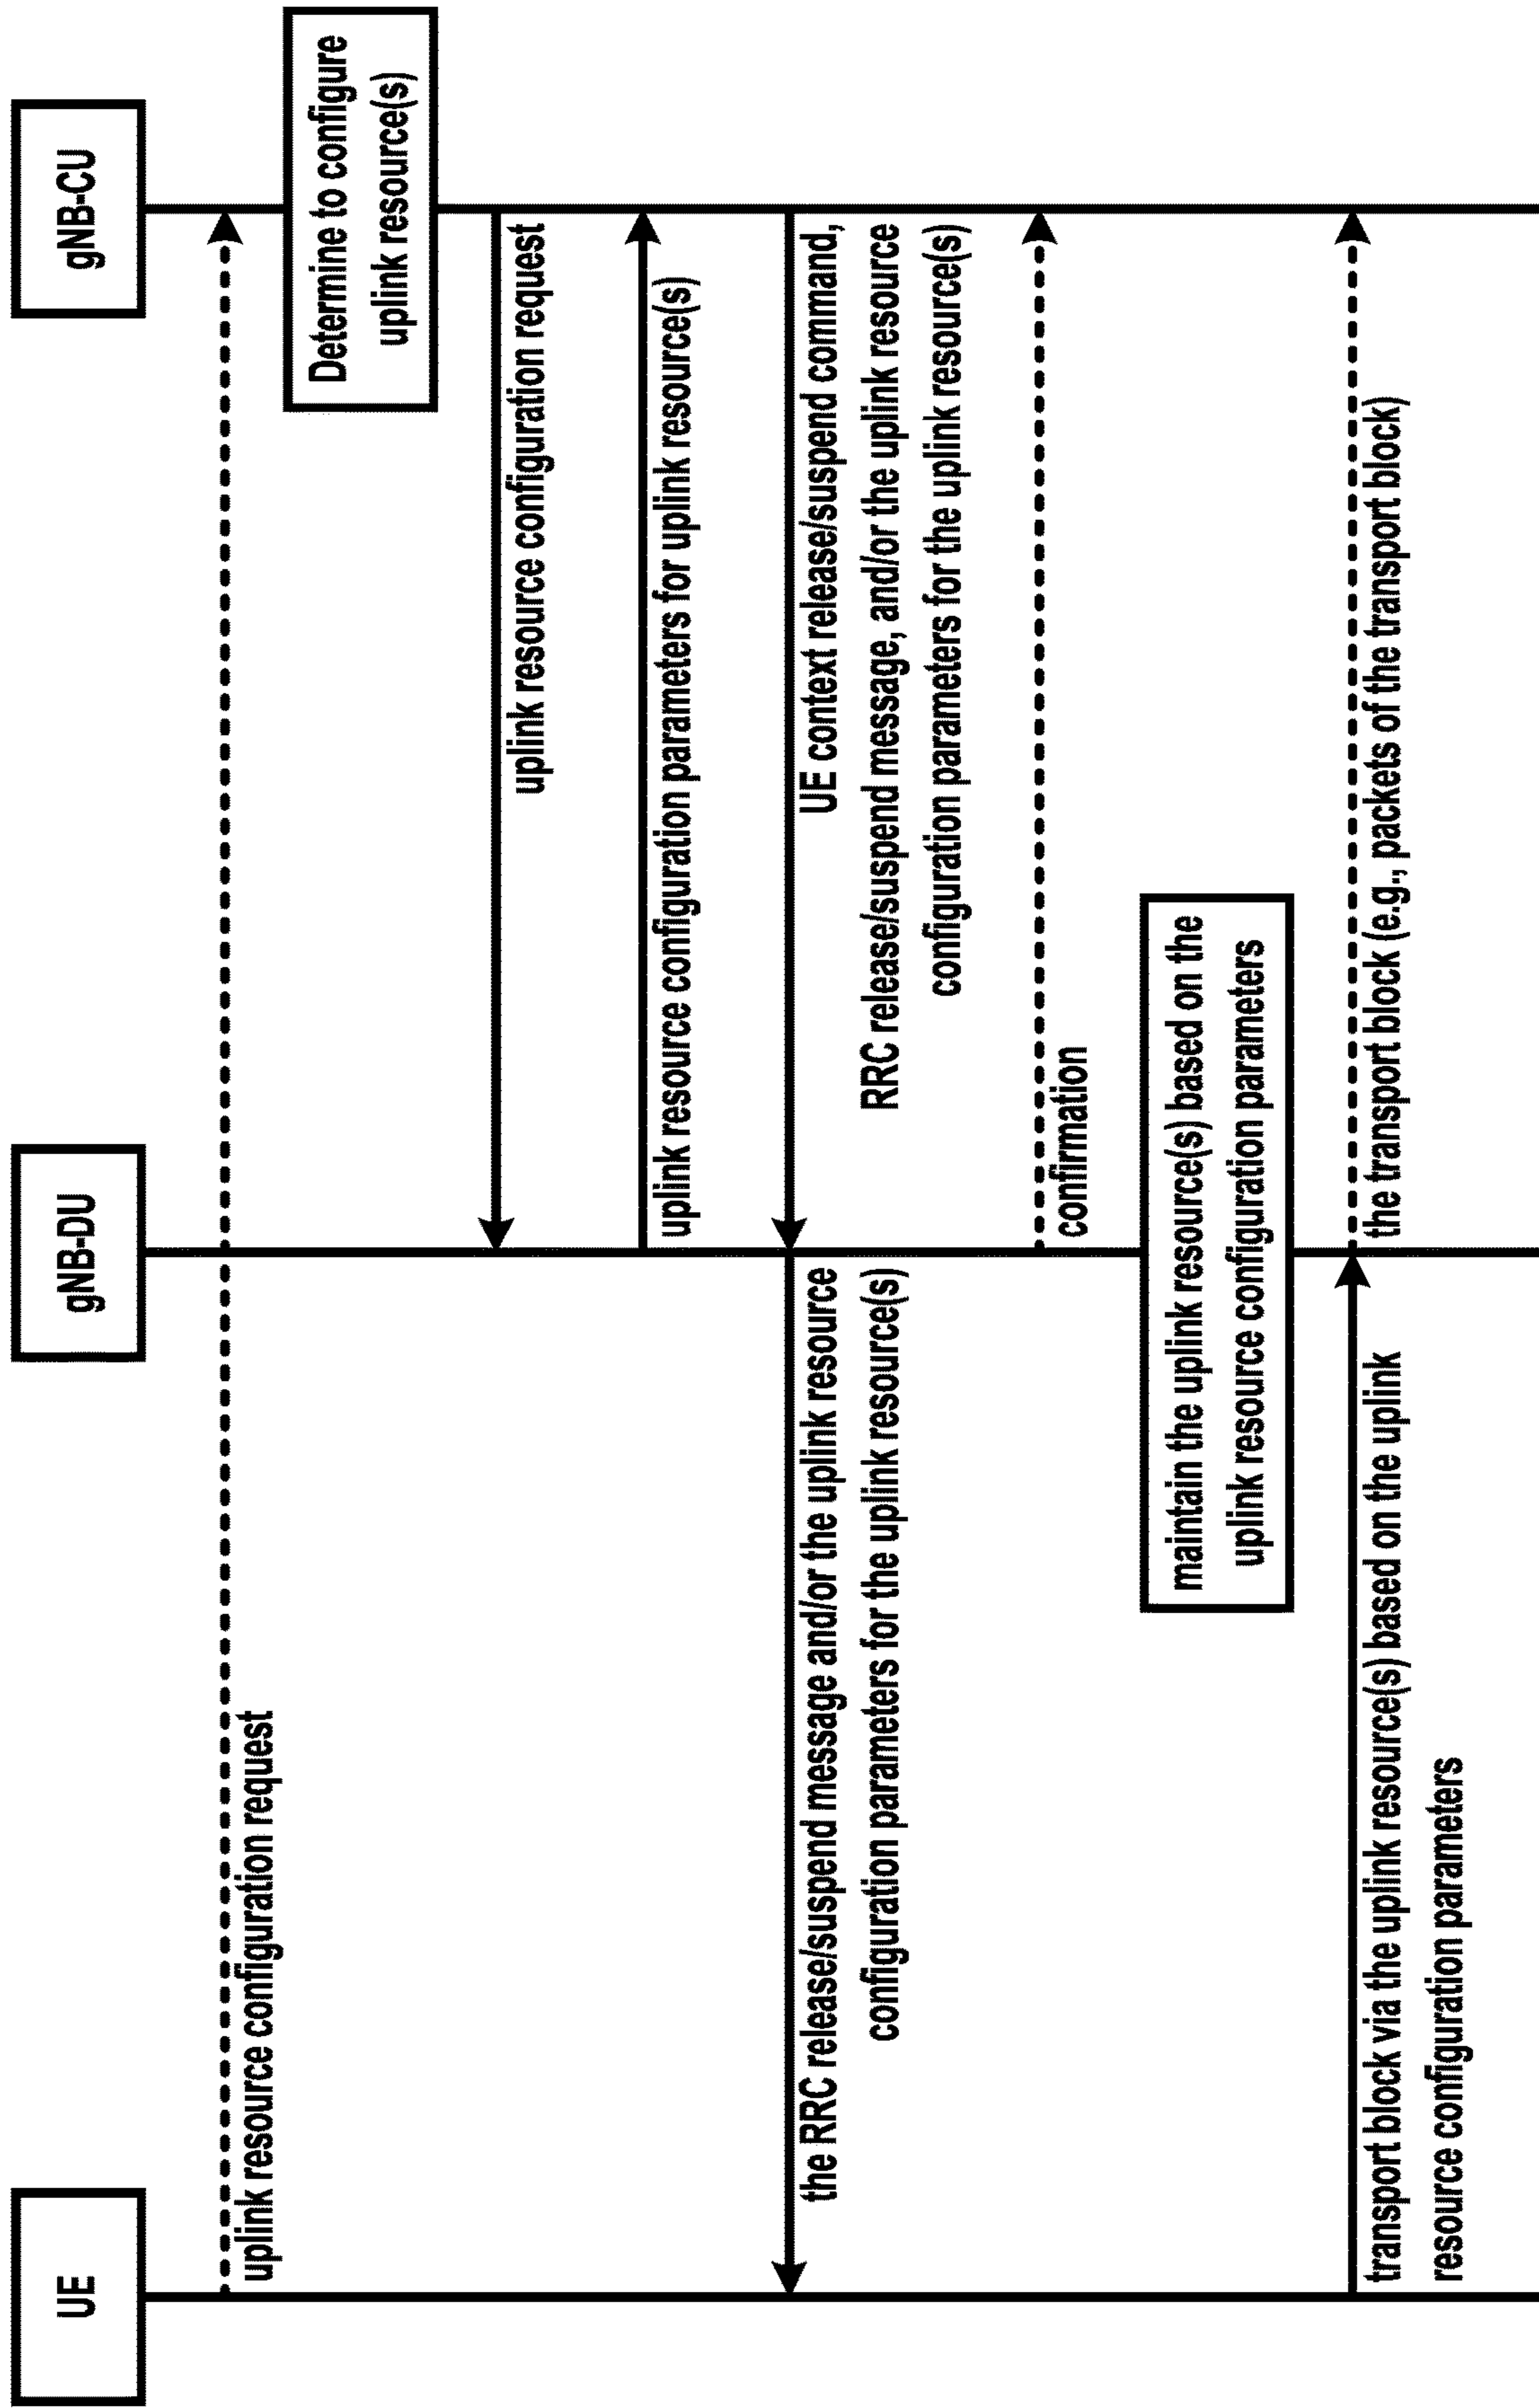 UE
gNB-DU
gNB-CU
uplink resource configuration request
Determine to configure
uplink resource(s)
uplink resource configuration request
uplink resource configuration parameters for uplink resource(s)
the RRC release/suspend message and/or the uplink resource
configuration parameters for the uplink resource(s)
UE context release/suspend command,
RRC release/suspend message, and/or the uplink resource
configuration parameters for the uplink resource(s)
confirmation
maintain the uplink resource(s) based on the
uplink resource configuration parameters
transport block via the uplink resource(s) based on the uplink
resource configuration parameters
the transport block (e.g., packets of the transport block)